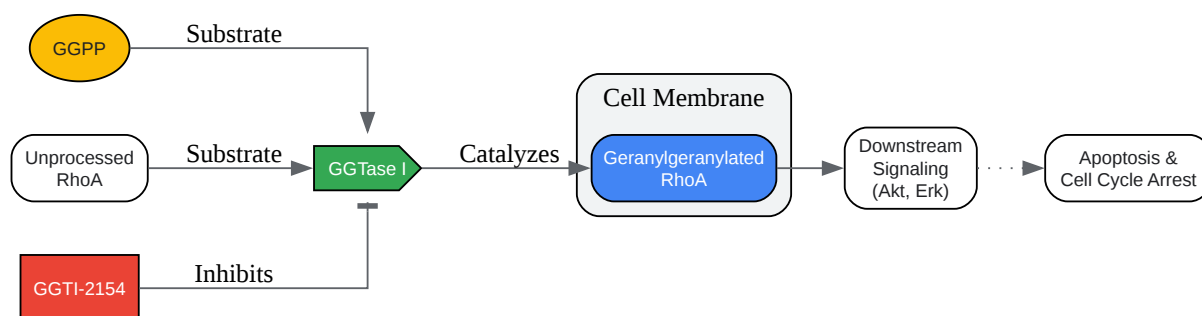 GGPP
Substrate
Unprocessed
RhoA
Substrate
GGTI-2154
Inhibits
GGTase I
Catalyzes
Cell Membrane
Geranylgeranylated
RhoA
Downstream
Signaling
(Akt, Erk)
Apoptosis &
Cell Cycle Arrest